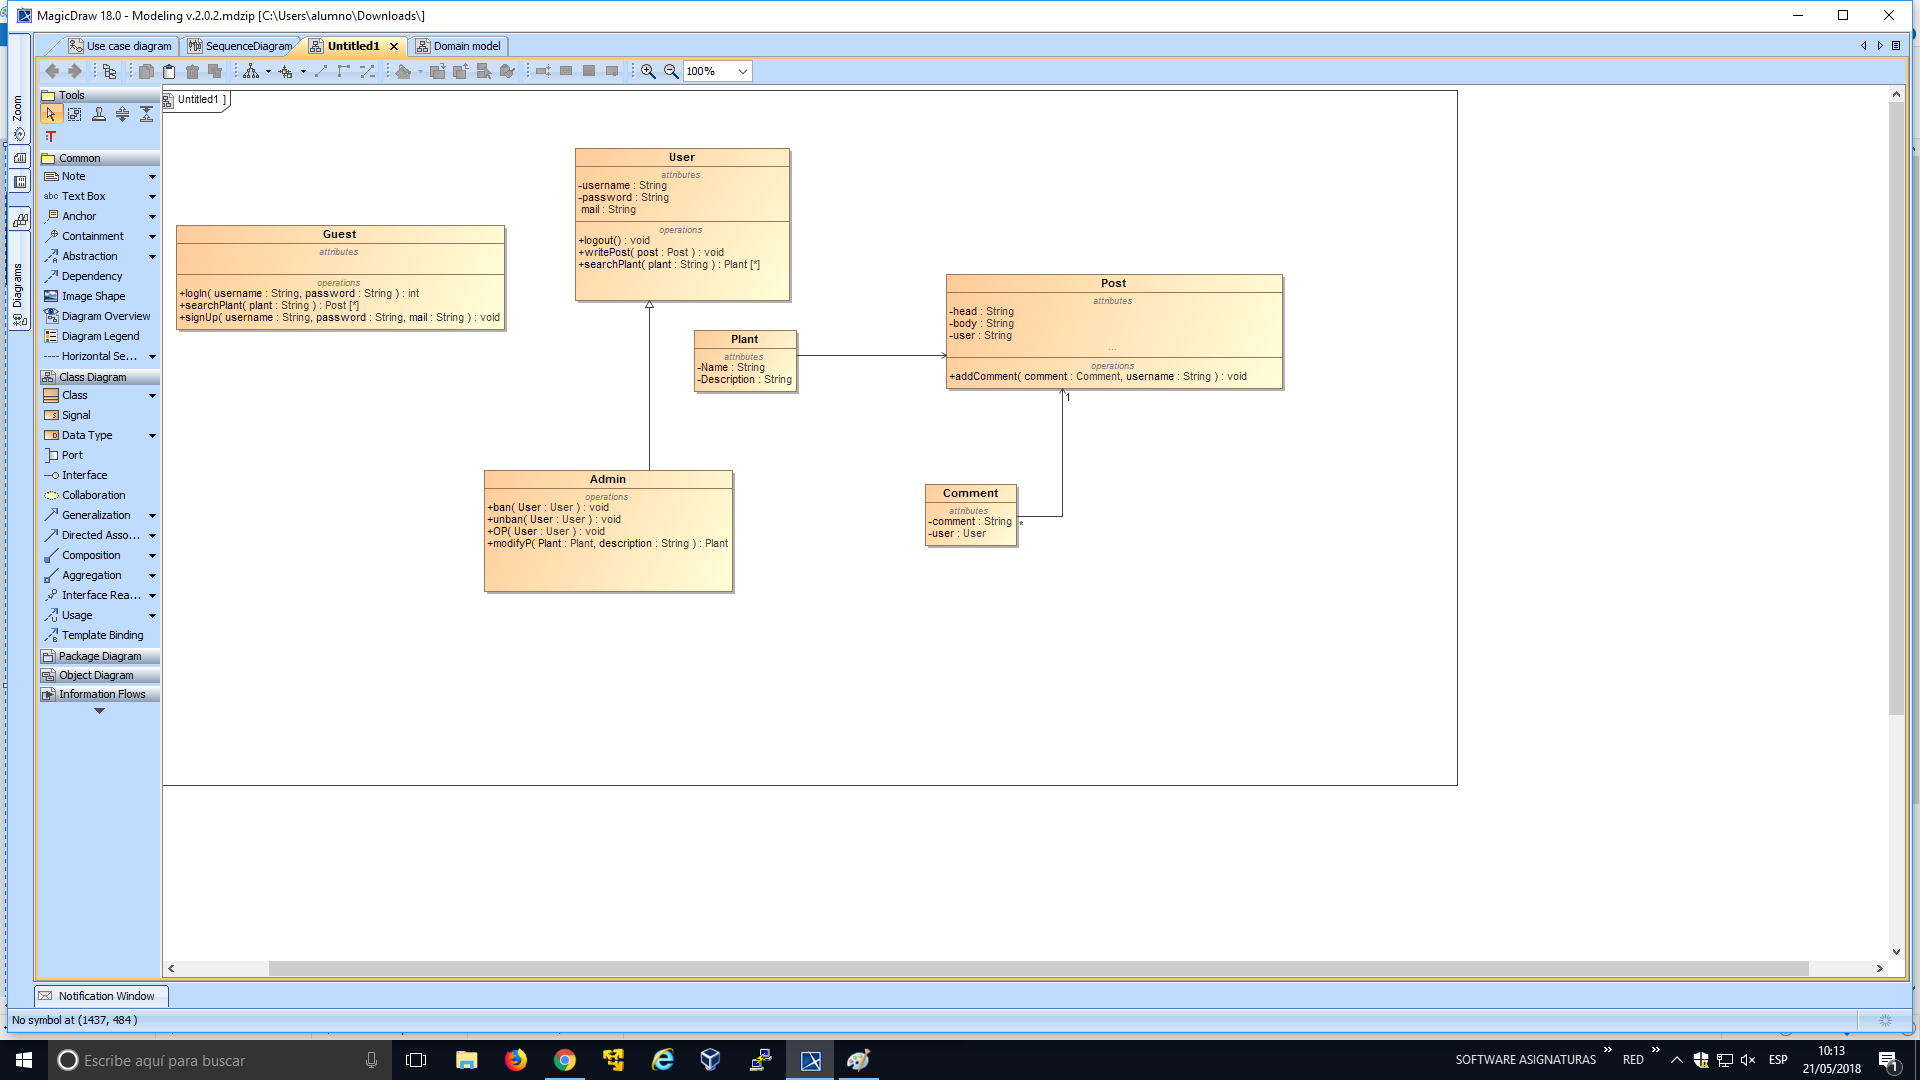 MagicDraw 18.0 - Modeling v.2.0.2.mdzip [C:\Users\alumno\Downloads\]
Use case diagram
SequenceDiagram
Untitled1
Domain model
100%
Zoom
Diagrams
Tools
Common
Note
abc Text Box
Anchor
Containment
Abstraction
Dependency
Image Shape
Diagram Overview
Diagram Legend
Horizontal Se...
Class Diagram
Class
Signal
Data Type
Port
Interface
Collaboration
Generalization
Directed Asso...
Composition
Aggregation
Interface Rea...
Usage
Template Binding
Package Diagram
Object Diagram
Information Flows
Untitled1 ]
User
attributes
-username : String
-password : String
mail : String
operations
+logout() : void
+writePost( post : Post ) : void
+searchPlant( plant : String ) : Plant [*]
Guest
attributes
operations
+logIn( username : String, password : String ) : int
+searchPlant( plant : String ) : Post [*]
+signUp( username : String, password : String, mail : String ) : void
Plant
attributes
-Name : String
-Description : String
Post
attributes
-head : String
-body : String
-user : String
...
operations
+addComment( comment : Comment, username : String ) : void
1
Admin
operations
+ban( User : User ) : void
+unban( User : User ) : void
+OP( User : User ) : void
+modifyP( Plant : Plant, description : String ) : Plant
Comment
attributes
-comment : String
-user : User
*
Notification Window
No symbol at (1437, 484 )
Escribe aquí para buscar
SOFTWARE ASIGNATURAS
RED
ESP
10:13
21/05/2018
1